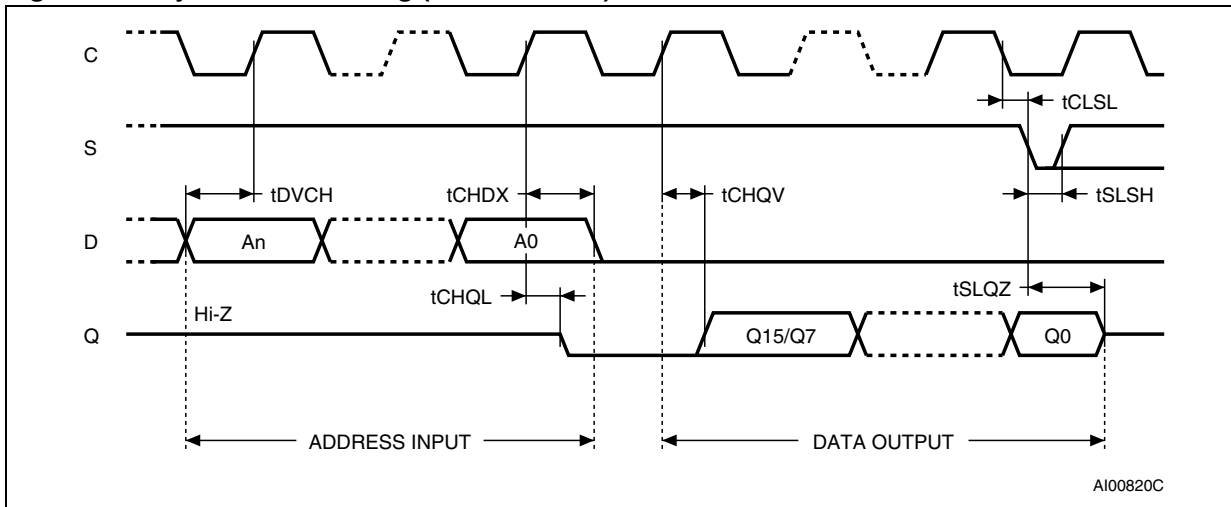 C
tCLSL
S
tDVCH
tCHDX
tCHQV
tSLSH
D
An
A0
tCHQL
tSLQZ
Hi-Z
Q
Q15/Q7
Q0
ADDRESS INPUT
DATA OUTPUT
AI00820C